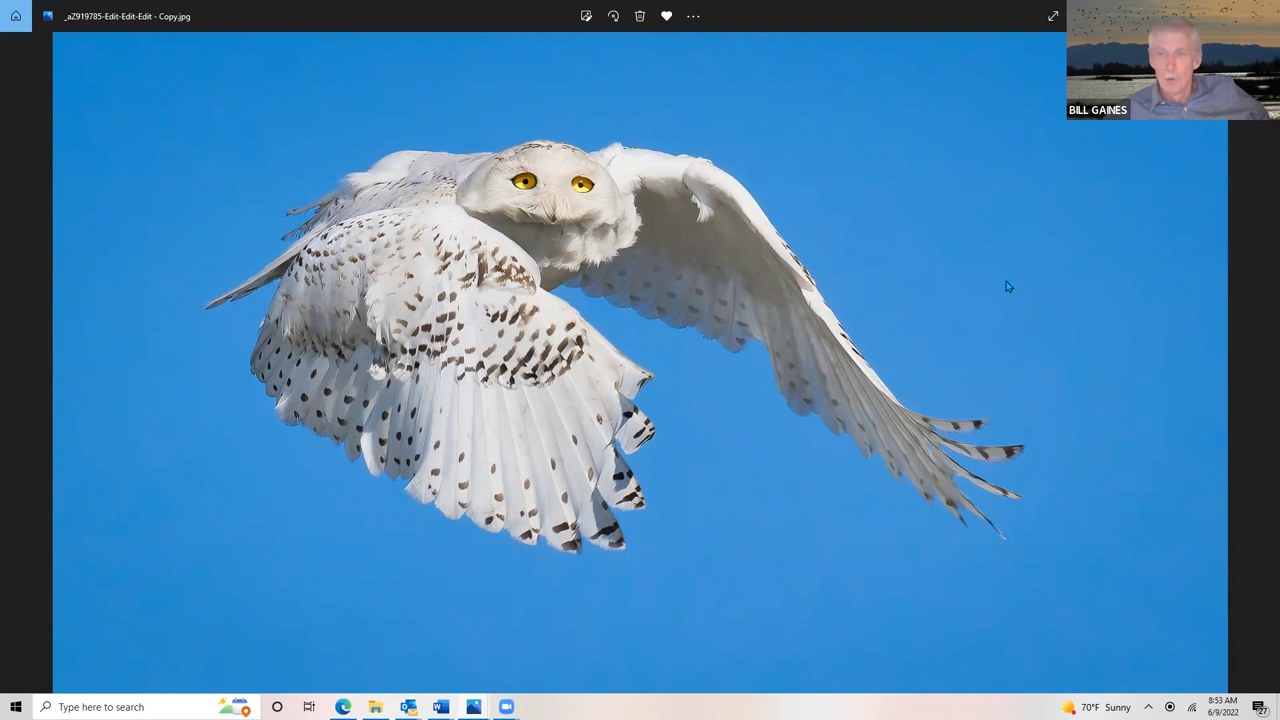 _aZ919785-Edit-Edit-Edit - Copy.jpg
BILL GAINES
Type here to search
70°F Sunny
8:53 AM
6/9/2022
27